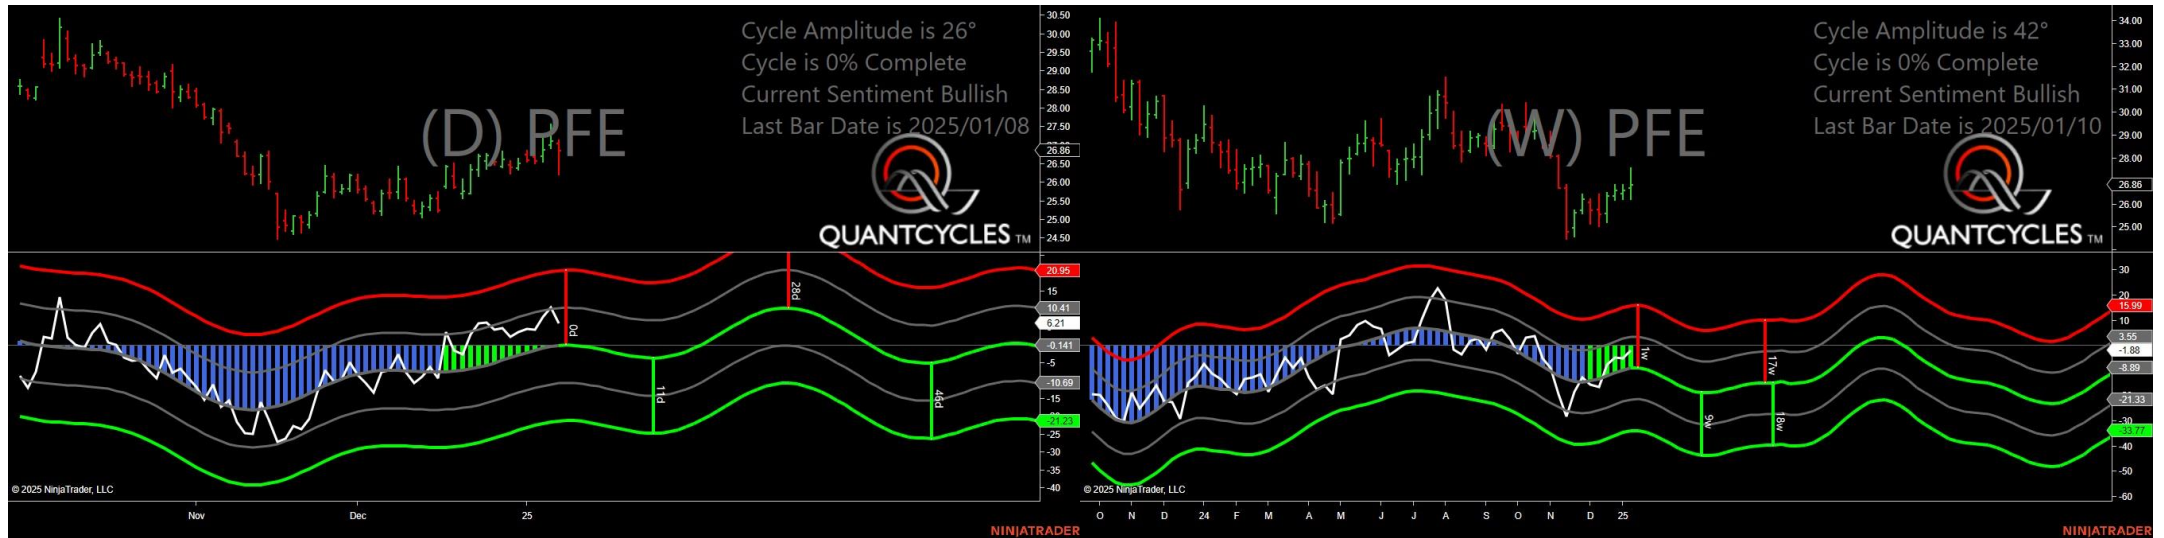 Cycle Amplitude is 26°
Cycle is 0% Complete
Current Sentiment Bullish
Last Bar Date is 2025/01/08
(D) PFE
QUANTCYCLES TM
30.50
30.00
29.50
29.00
28.50
28.00
27.50
26.86
26.50
26.00
25.50
25.00
24.50
20.95
15
10.41
6.21
-0.141
-5
-10.69
-15
-21.23
-25
-30
-35
-40
0d
11d
28d
46d
© 2025 NinjaTrader, LLC
Nov
Dec
25
NINJATRADER
Cycle Amplitude is 42°
Cycle is 0% Complete
Current Sentiment Bullish
Last Bar Date is 2025/01/10
(W) PFE
QUANTCYCLES TM
34.00
33.00
32.00
31.00
30.00
29.00
28.00
26.86
26.00
25.00
30
20
15.99
10
3.55
-1.88
-8.89
-21.33
-30
-33.77
-40
-50
-60
1w
9w
17w
18w
© 2025 NinjaTrader, LLC
O N D 24 F M A M J J A S O N D 25
NINJATRADER